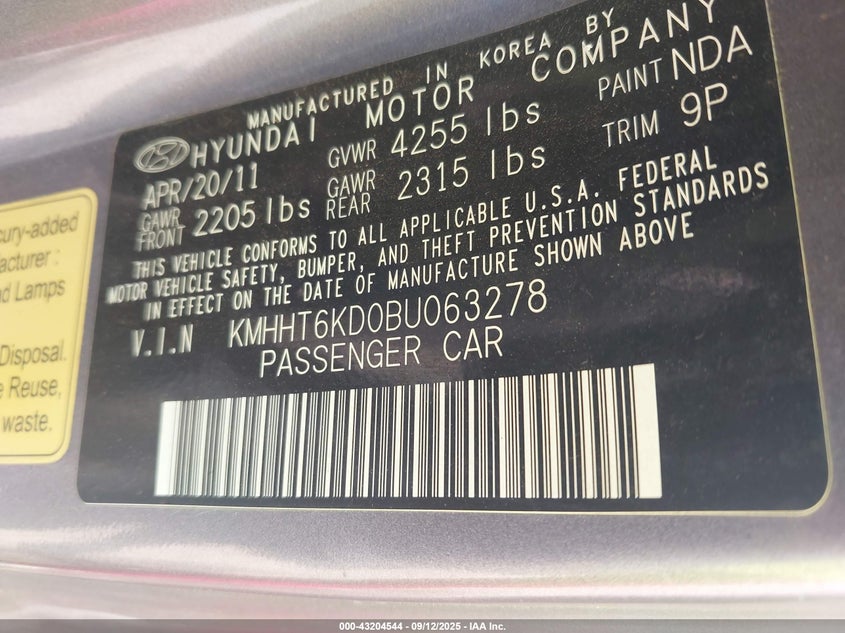 MANUFACTURED IN KOREA BY
HYUNDAI MOTOR COMPANY
APR/20/11 GVWR 4255 lbs PAINT NDA
GAWR FRONT 2205 lbs GAWR REAR 2315 lbs TRIM 9P
THIS VEHICLE CONFORMS TO ALL APPLICABLE U.S.A. FEDERAL
MOTOR VEHICLE SAFETY, BUMPER, AND THEFT PREVENTION STANDARDS
IN EFFECT ON THE DATE OF MANUFACTURE SHOWN ABOVE
V.I.N KMHHT6KD0BU063278
PASSENGER CAR
cury-added
facturer :
d Lamps
Disposal.
e Reuse,
waste.
000-43204544 - 09/12/2025 - IAA Inc.